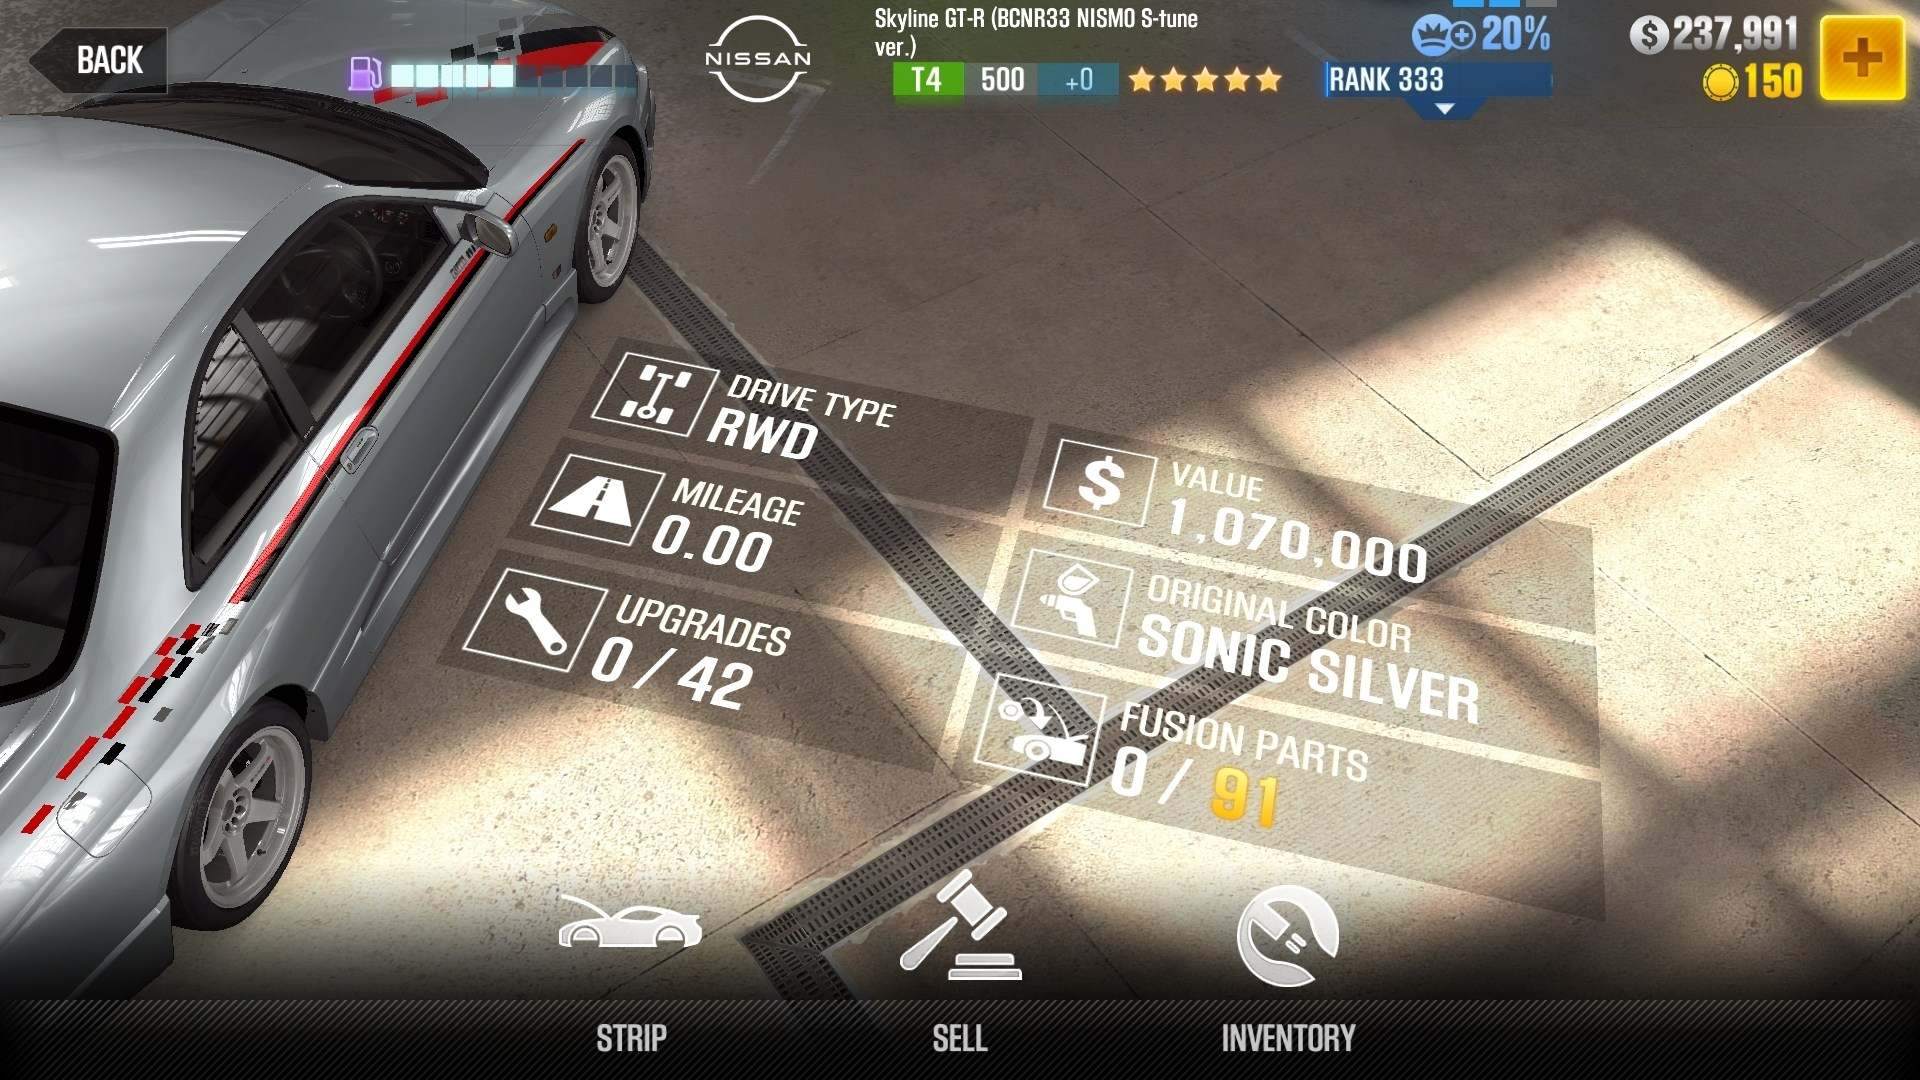 BACK
NISSAN
Skyline GT-R (BCNR33 NISMO S-tune
ver.)
T4 500 +0
20%
RANK 333
237,991
150
DRIVE TYPE
RWD
MILEAGE
0.00
UPGRADES
0 / 42
VALUE
1,070,000
ORIGINAL COLOR
SONIC SILVER
FUSION PARTS
0 / 91
STRIP
SELL
INVENTORY